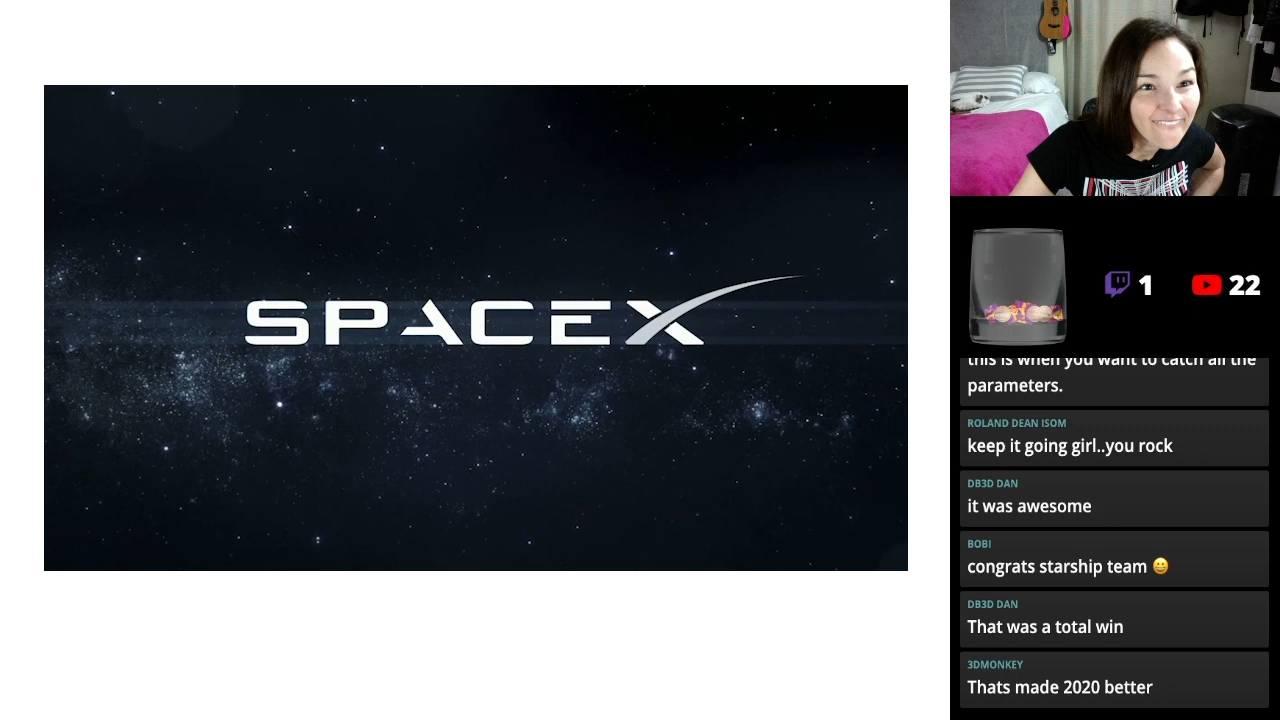 SPACEX
1 22
this is when you want to catch all the
parameters.
ROLAND DEAN ISOM
keep it going girl..you rock
DB3D DAN
it was awesome
BOBI
congrats starship team 😀
DB3D DAN
That was a total win
3DMONKEY
Thats made 2020 better